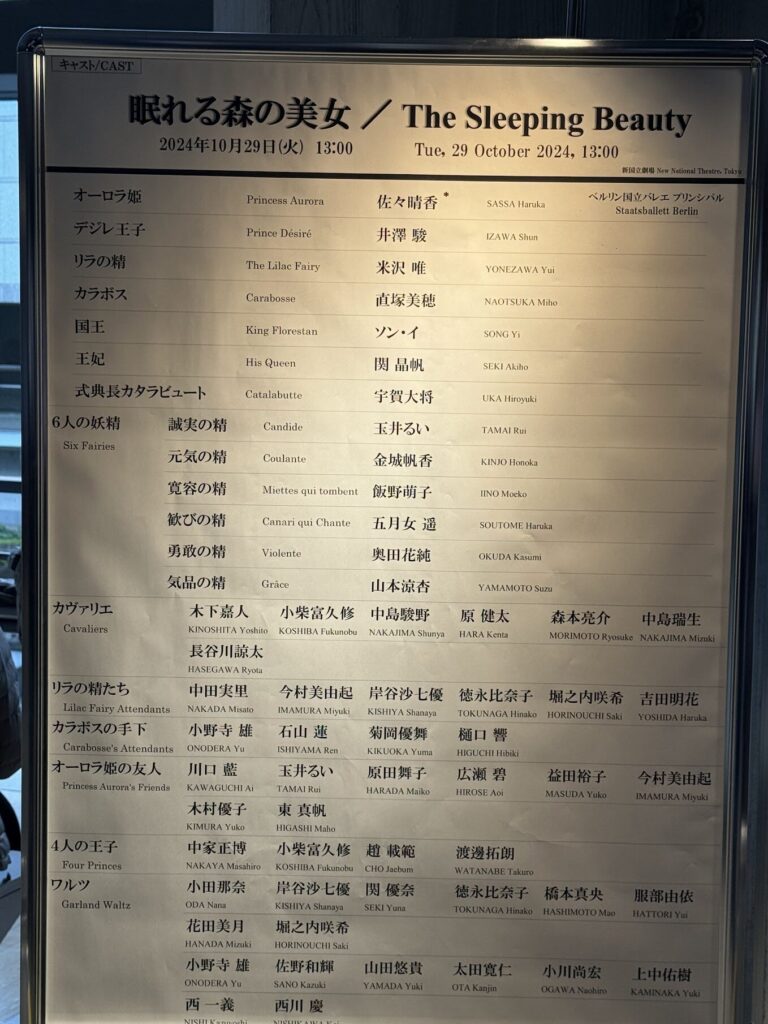 キャスト/CAST
眠れる森の美女 / The Sleeping Beauty
2024年10月29日(火) 13:00 Tue, 29 October 2024, 13:00
新国立劇場 New National Theatre, Tokyo
オーロラ姫 Princess Aurora 佐々晴香* SASSA Haruka ベルリン国立バレエ プリンシパル
Staatsballett Berlin
デジレ王子 Prince Désiré 井澤 駿 IZAWA Shun
リラの精 The Lilac Fairy 米沢 唯 YONEZAWA Yui
カラボス Carabosse 直塚美穂 NAOTSUKA Miho
国王 King Florestan ソン・イ SONG Yi
王妃 His Queen 関 晶帆 SEKI Akiho
式典長カタラビュート Catalabutte 宇賀大将 UKA Hiroyuki
6人の妖精 誠実の精 Candide 玉井るい TAMAI Rui
Six Fairies
元気の精 Coulante 金城帆香 KINJO Honoka
寛容の精 Miettes qui tombent 飯野萌子 IINO Moeko
歓びの精 Canari qui Chante 五月女 遥 SOUTOME Haruka
勇敢の精 Violente 奥田花純 OKUDA Kasumi
気品の精 Grâce 山本涼杏 YAMAMOTO Suzu
カヴァリエ 木下嘉人 小柴富久修 中島駿野 原 健太 森本亮介 中島瑞生
Cavaliers KINOSHITA Yoshito KOSHIBA Fukunobu NAKAJIMA Shunya HARA Kenta MORIMOTO Ryosuke NAKAJIMA Mizuki
長谷川諒太
HASEGAWA Ryota
リラの精たち 中田実里 今村美由起 岸谷沙七優 徳永比奈子 堀之内咲希 吉田明花
Lilac Fairy Attendants NAKADA Misato IMAMURA Miyuki KISHIYA Shanaya TOKUNAGA Hinako HORINOUCHI Saki YOSHIDA Haruka
カラボスの手下 小野寺 雄 石山 蓮 菊岡優舞 樋口 響
Carabosse's Attendants ONODERA Yu ISHIYAMA Ren KIKUOKA Yuma HIGUCHI Hibiki
オーロラ姫の友人 川口 藍 玉井るい 原田舞子 広瀬 碧 益田裕子 今村美由起
Princess Aurora's Friends KAWAGUCHI Ai TAMAI Rui HARADA Maiko HIROSE Aoi MASUDA Yuko IMAMURA Miyuki
木村優子 東 真帆
KIMURA Yuko HIGASHI Maho
4人の王子 中家正博 小柴富久修 趙 載範 渡邊拓朗
Four Princes NAKAYA Masahiro KOSHIBA Fukunobu CHO Jaebum WATANABE Takuro
ワルツ 小田那奈 岸谷沙七優 関 優奈 徳永比奈子 橋本真央 服部由依
Garland Waltz ODA Nana KISHIYA Shanaya SEKI Yuna TOKUNAGA Hinako HASHIMOTO Mao HATTORI Yui
花田美月 堀之内咲希
HANADA Mizuki HORINOUCHI Saki
小野寺 雄 佐野和輝 山田悠貴 太田寛仁 小川尚宏 上中佑樹
ONODERA Yu SANO Kazuki YAMADA Yuki OTA Kanjin OGAWA Naohiro KAMINAKA Yuki
西 一義 西川 慶